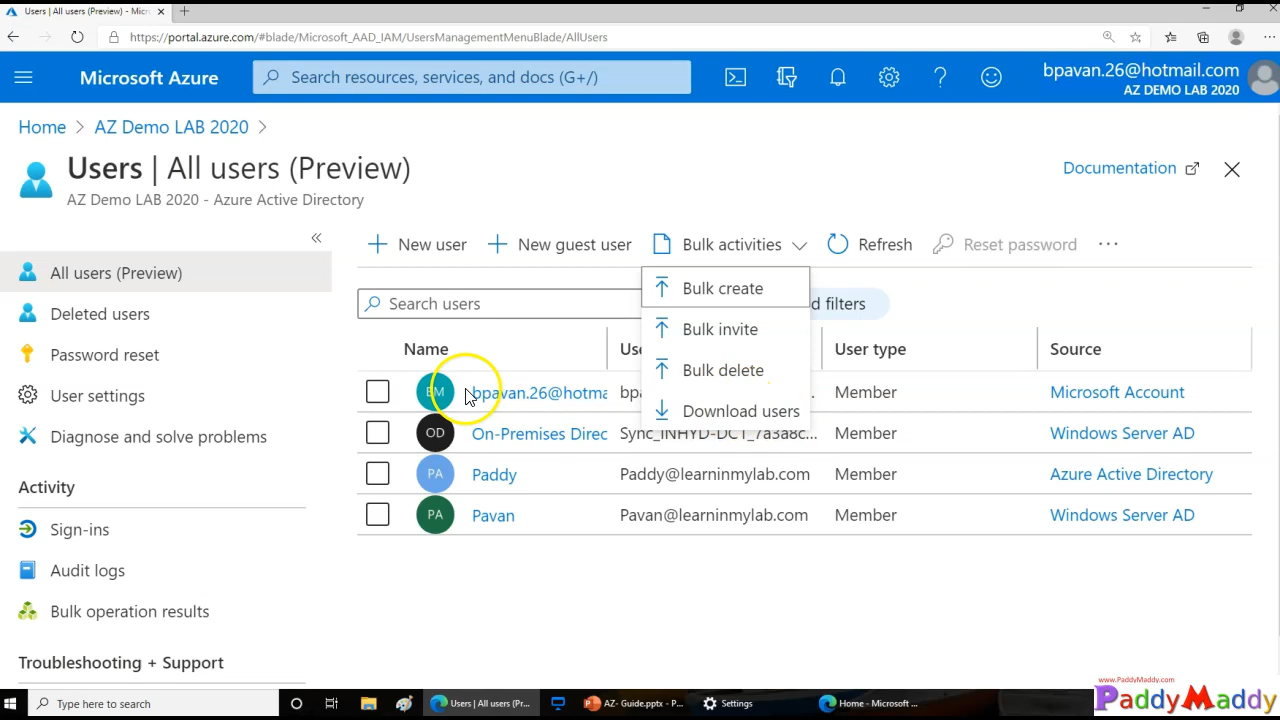 Users | All users (Preview) - Micr
https://portal.azure.com/#blade/Microsoft_AAD_IAM/UsersManagementMenuBlade/AllUsers
Microsoft Azure
Search resources, services, and docs (G+/)
bpavan.26@hotmail.com
AZ DEMO LAB 2020
Home > AZ Demo LAB 2020 >
Users | All users (Preview)
AZ Demo LAB 2020 - Azure Active Directory
Documentation
New user
New guest user
Bulk activities
Refresh
Reset password
All users (Preview)
Deleted users
Password reset
User settings
Diagnose and solve problems
Activity
Sign-ins
Audit logs
Bulk operation results
Troubleshooting + Support
Search users
d filters
Bulk create
Bulk invite
Bulk delete
Download users
Name Use User type Source
BM bpavan.26@hotma bp Member Microsoft Account
OD On-Premises Direc Sync_INHYD-DC1_7a3a8c... Member Windows Server AD
PA Paddy Paddy@learninmylab.com Member Azure Active Directory
PA Pavan Pavan@learninmylab.com Member Windows Server AD
Type here to search
Users | All users (Pr...
AZ- Guide.pptx - P...
Settings
Home - Microsoft ...
www.PaddyMaddy.com
PaddyMaddy